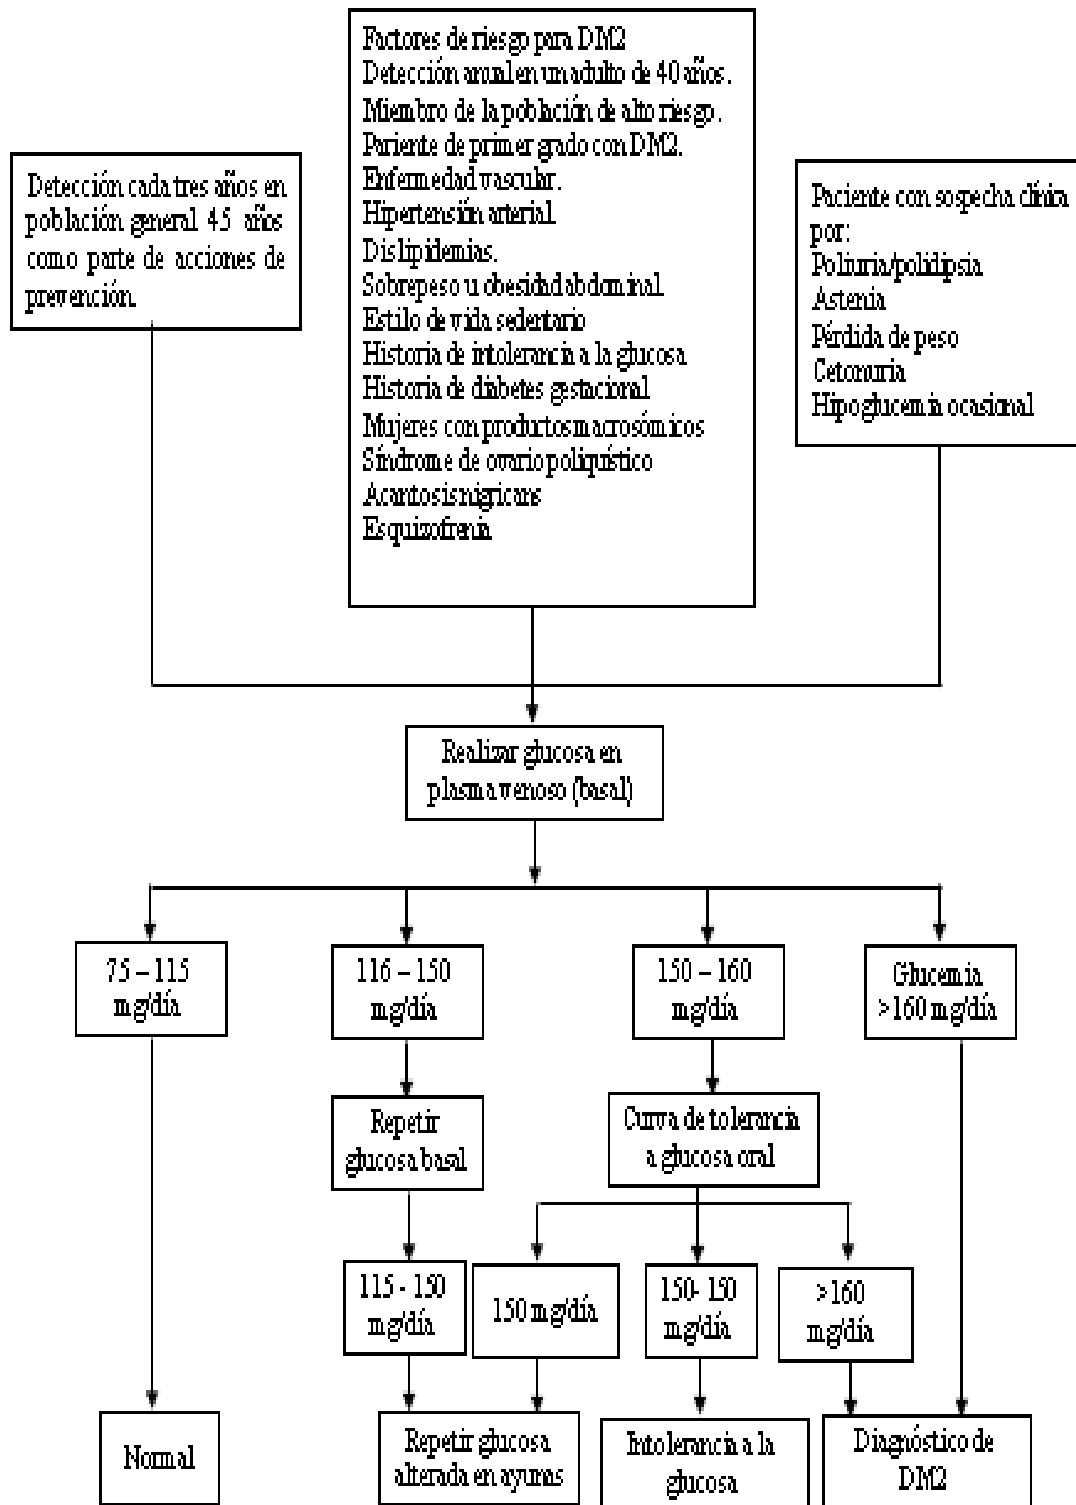 Factores de riesgo para DM2
Detección anual en un adulto de 40 años.
Miembro de la población de alto riesgo.
Pariente de primer grado con DM2.
Enfermedad vascular.
Hipertensión arterial.
Dislipidemias.
Sobrepeso u obesidad abdominal.
Estilo de vida sedentario
Historia de intolerancia a la glucosa
Historia de diabetes gestacional
Mujeres con productos macrosómicos
Síndrome de ovario poliquístico
Acantosis nigricans
Esquizofrenia
Detección cada tres años en
población general 45 años
como parte de acciones de
prevención.
Paciente con sospecha clínica
por:
Poliuria/polidipsia
Astenia
Pérdida de peso
Cetonuria
Hipoglucemia ocasional
Realizar glucosa en
plasma venoso (basal)
75 – 115
mg/día
116 – 150
mg/día
150 – 160
mg/día
Glucemia
>160 mg/día
Repetir
glucosa basal
Curva de tolerancia
a glucosa oral
115 - 150
mg/día
150 mg/día
150- 150
mg/día
>160
mg/día
Normal
Repetir glucosa
alterada en ayunas
Intolerancia a la
glucosa
Diagnóstico de
DM2